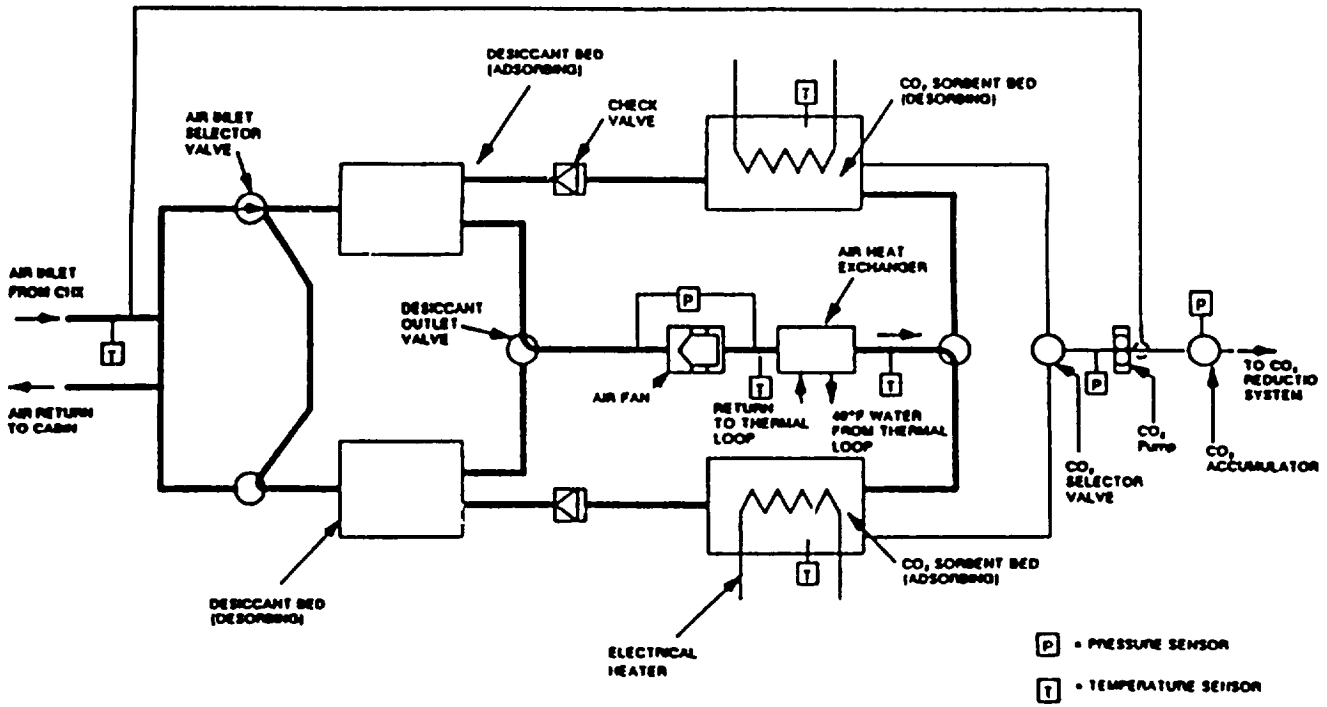 DESICCANT BED
(ADSORBING)
AIR INLET
SELECTOR
VALVE
CHECK
VALVE
T
CO₂ SORBENT BED
(DESORBING)
AIR INLET
FROM CHX
T
AIR RETURN
TO CABIN
DESICCANT
OUTLET
VALVE
P
AIR FAN
T
AIR HEAT
EXCHANGER
T
RETURN
TO THERMAL
LOOP
40°F WATER
FROM THERMAL
LOOP
P
P
TO CO₂
REDUCTIO
SYSTEM
CO₂
SELECTOR
VALVE
CO₂
Pump
CO₂
ACCUMULATOR
T
CO₂ SORBENT BED
(ADSORBING)
DESICCANT BED
(DESORBING)
ELECTRICAL
HEATER
P = PRESSURE SENSOR
T = TEMPERATURE SENSOR